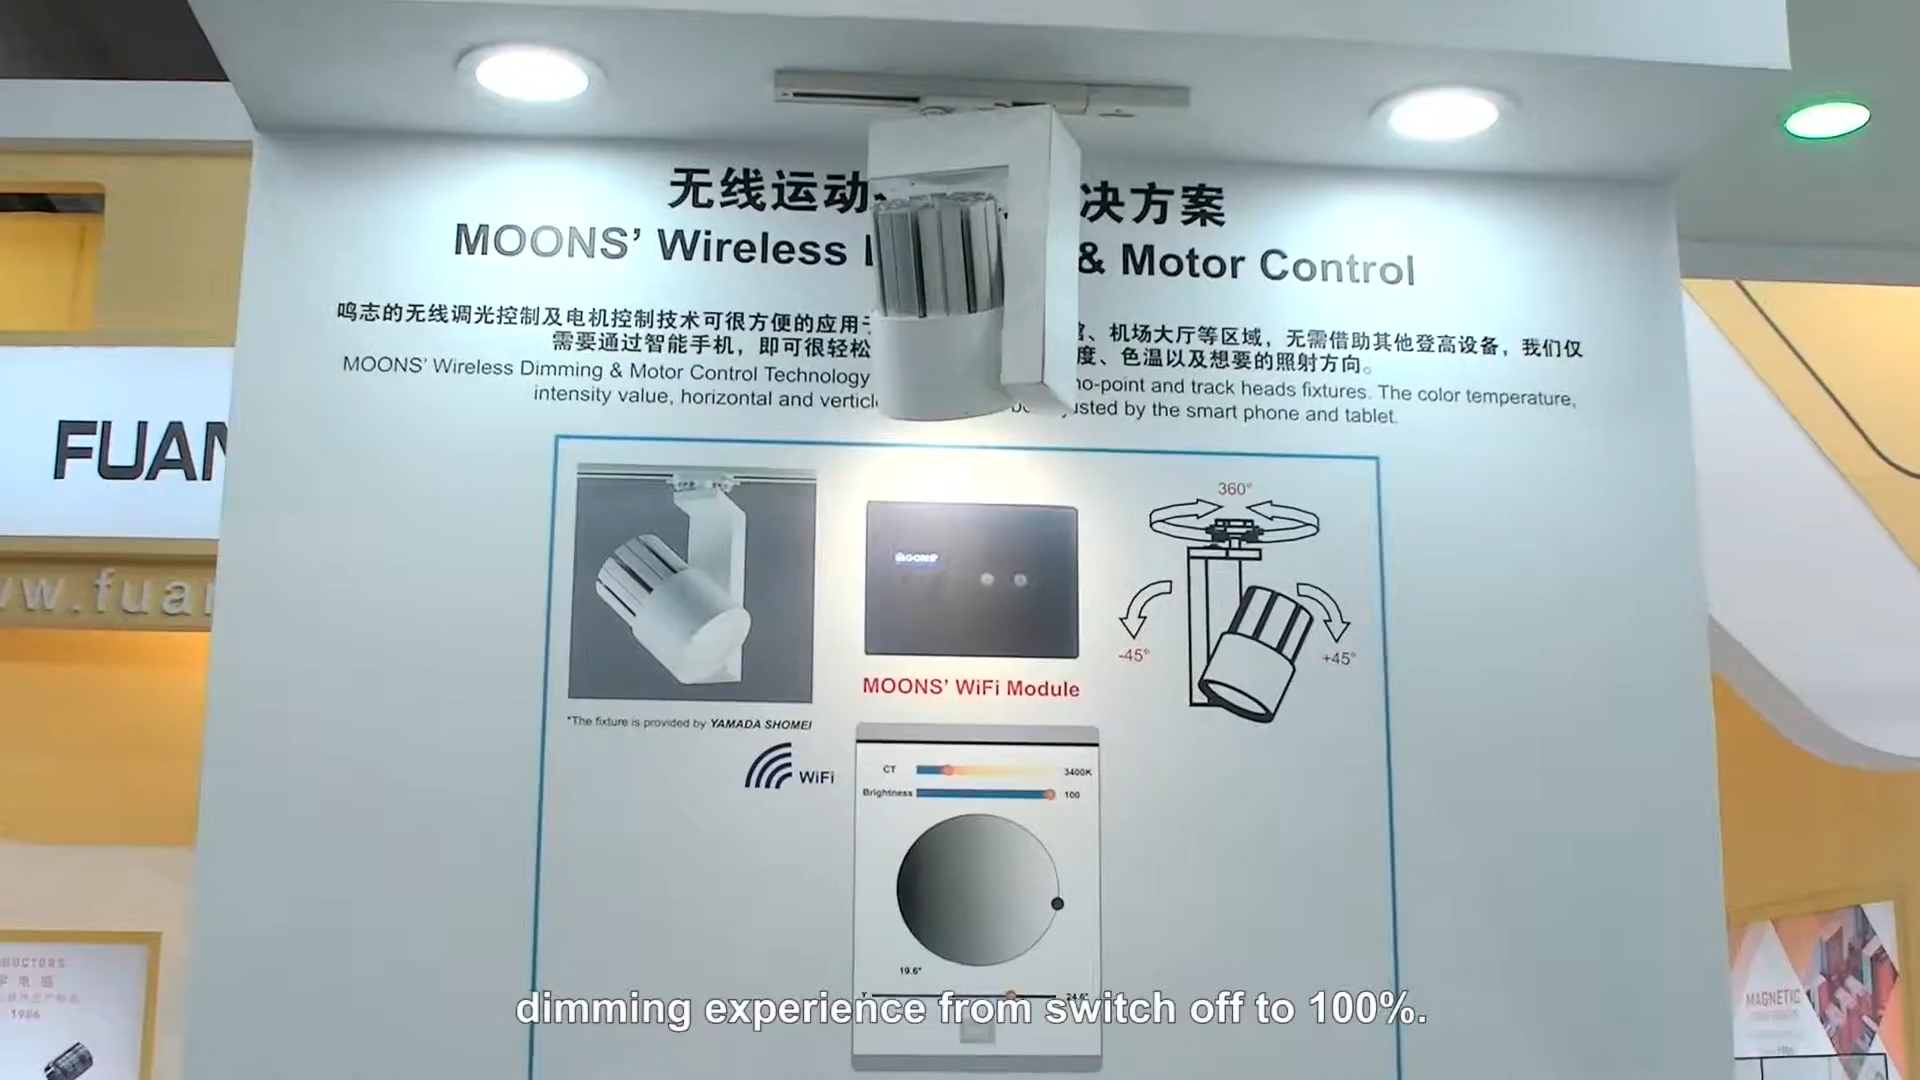 无线运动 决方案
MOONS’ Wireless & Motor Control
鸣志的无线调光控制及电机控制技术可很方便的应用 、机场大厅等区域，无需借助其他登高设备，我们仅
需要通过智能手机，即可很轻松 度、色温以及想要的照射方向。
MOONS’ Wireless Dimming & Motor Control Technology and track heads fixtures. The color temperature,
intensity value, horizontal and by the smart phone and tablet.
FUAN
www.fuan
360°
-45°
+45°
MOONS’
MOONS’ WiFi Module
*The fixture is provided by YAMADA SHOMEI
WiFi
CT 3400K
Brightness 100
19.6°
24.6°
dimming experience from switch off to 100%.
1986
MAGNETIC